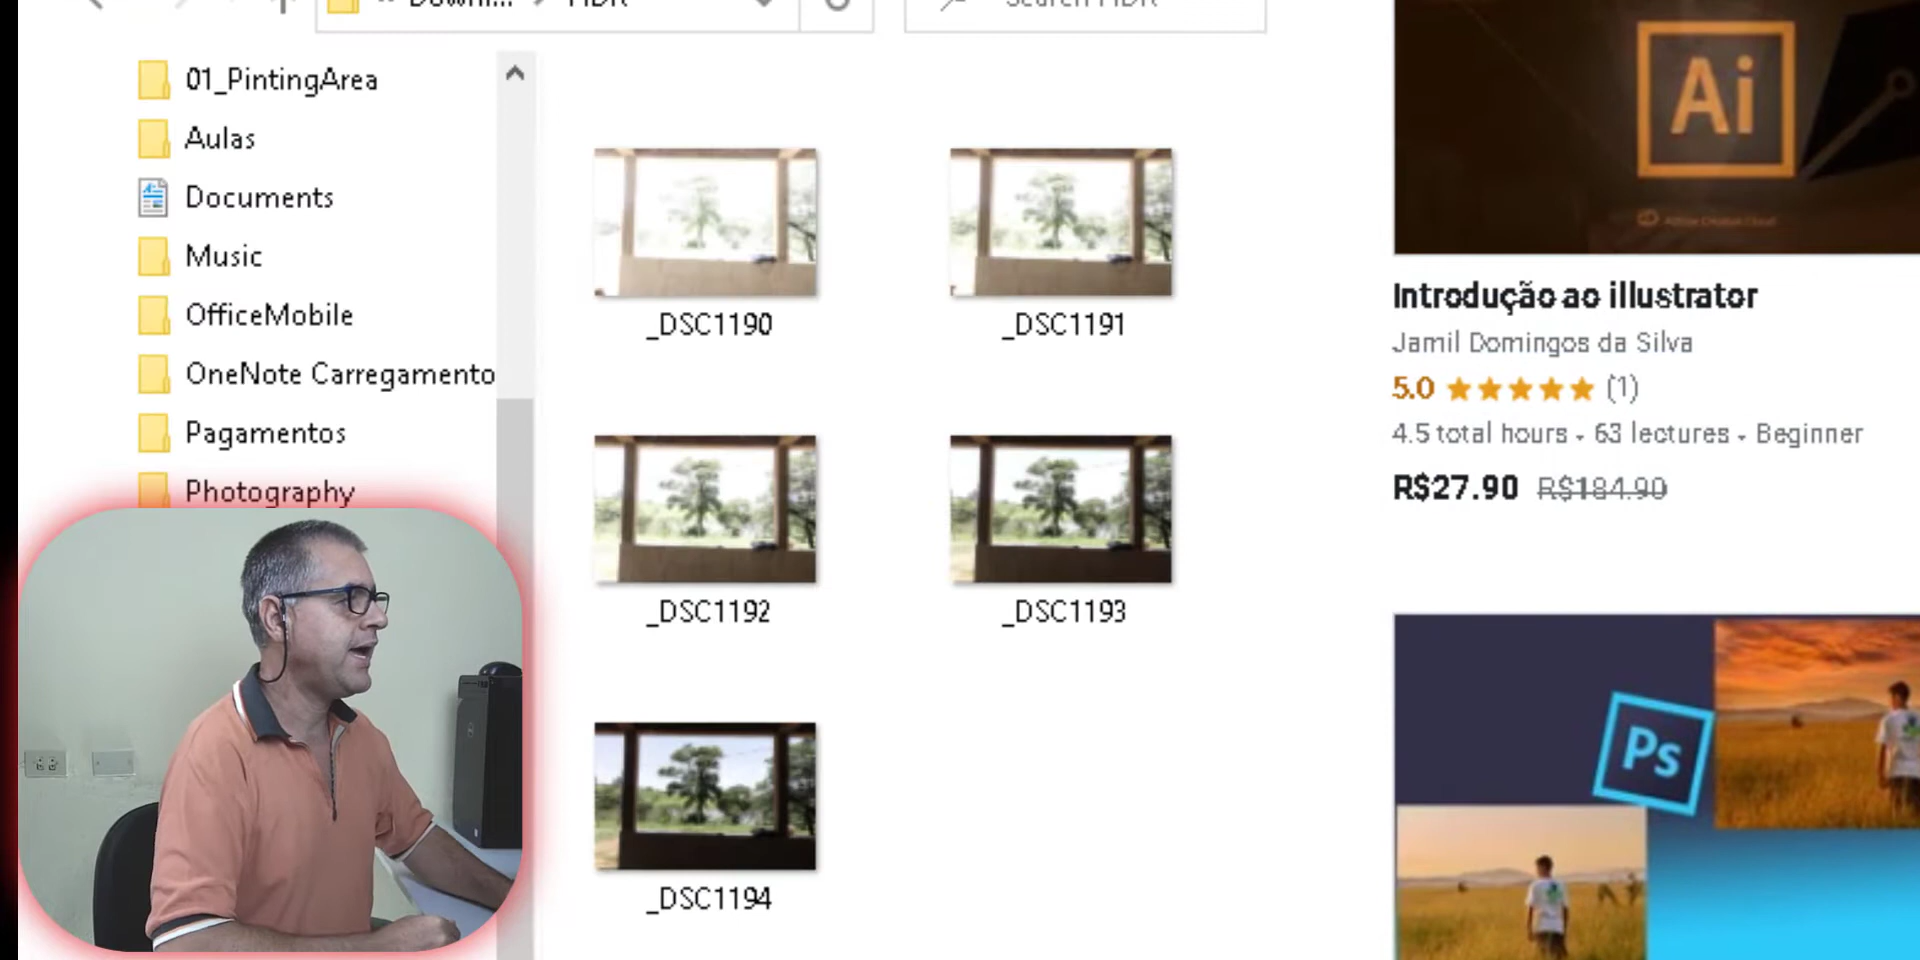 01_PintingArea
Aulas
Documents
Music
OfficeMobile
OneNote Carregamento
Pagamentos
Photography
_DSC1190
_DSC1191
_DSC1192
_DSC1193
_DSC1194
Ai
Introdução ao illustrator
Jamil Domingos da Silva
5.0 ★★★★★ (1)
4.5 total hours • 63 lectures • Beginner
R$27.90 R$184.90
Ps